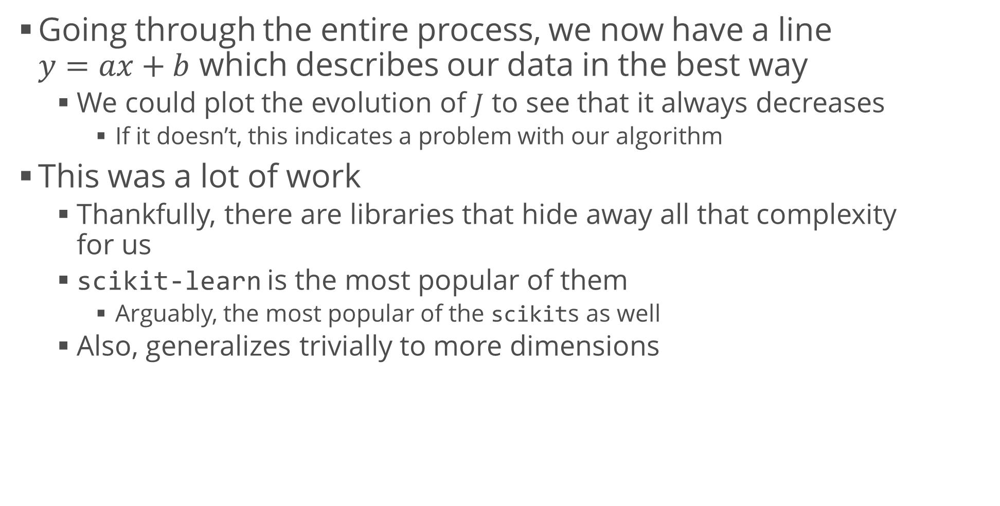 ▪ Going through the entire process, we now have a line
y = ax + b which describes our data in the best way
▪ We could plot the evolution of J to see that it always decreases
▪ If it doesn’t, this indicates a problem with our algorithm
▪ This was a lot of work
▪ Thankfully, there are libraries that hide away all that complexity
for us
▪ scikit-learn is the most popular of them
▪ Arguably, the most popular of the scikits as well
▪ Also, generalizes trivially to more dimensions